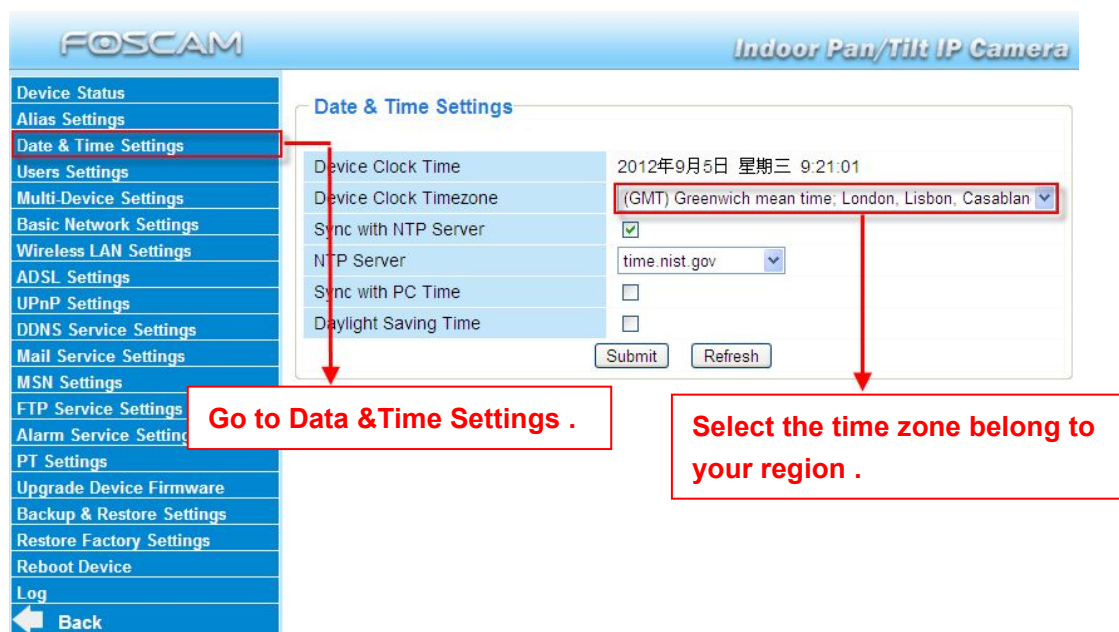 FOSCAM
Indoor Pan/Tilt IP Camera
Device Status
Alias Settings
Date & Time Settings
Users Settings
Multi-Device Settings
Basic Network Settings
Wireless LAN Settings
ADSL Settings
UPnP Settings
DDNS Service Settings
Mail Service Settings
MSN Settings
FTP Service Settings
Alarm Service Setting
PT Settings
Upgrade Device Firmware
Backup & Restore Settings
Restore Factory Settings
Reboot Device
Log
Back
Date & Time Settings
Device Clock Time 2012年9月5日 星期三 9:21:01
Device Clock Timezone (GMT) Greenwich mean time; London, Lisbon, Casablan
Sync with NTP Server
NTP Server time.nist.gov
Sync with PC Time
Daylight Saving Time
Submit Refresh
Go to Data &Time Settings .
Select the time zone belong to
your region .